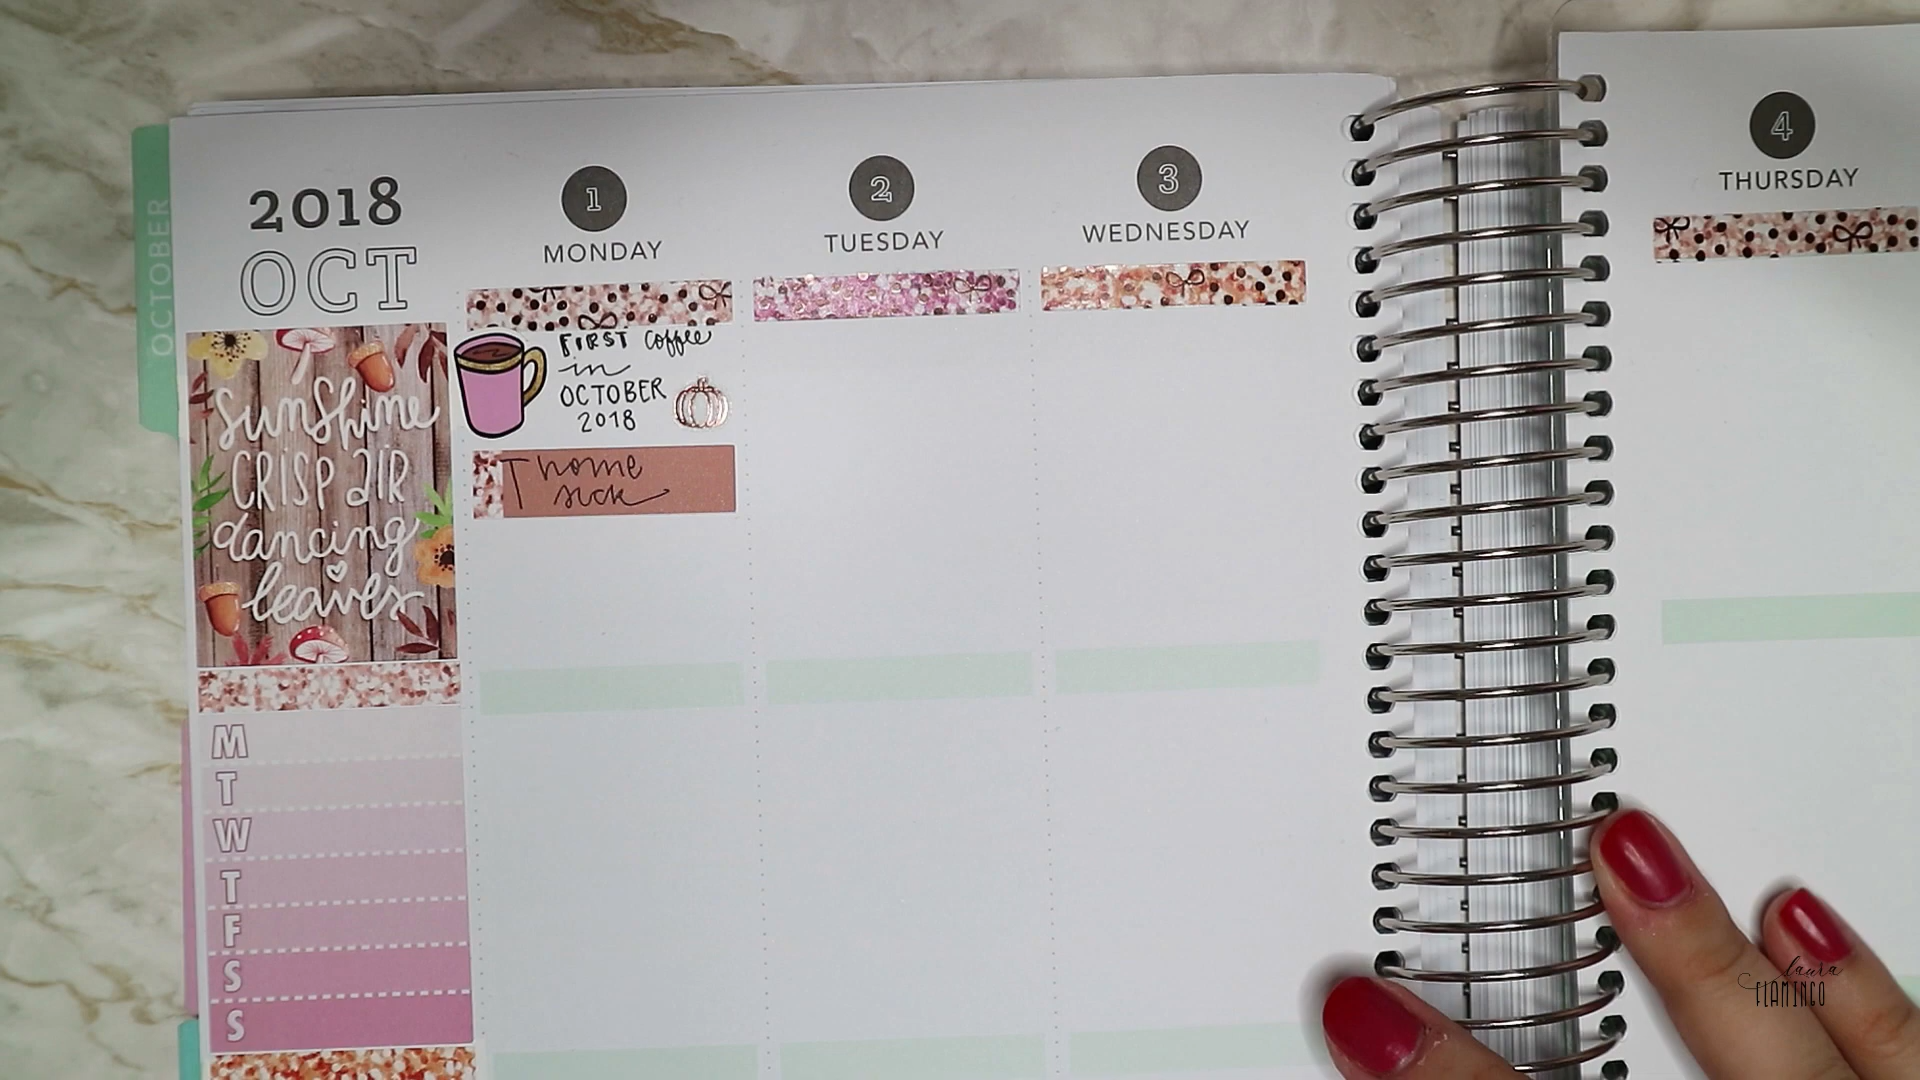 OCTOBER
2018
OCT
1
MONDAY
2
TUESDAY
3
WEDNESDAY
4
THURSDAY
FIRST coffee
in
OCTOBER
2018
T home
sick
sunshine
CRISP AIR
dancing
leaves
M
T
W
T
F
S
S
laura
FLAMINGO